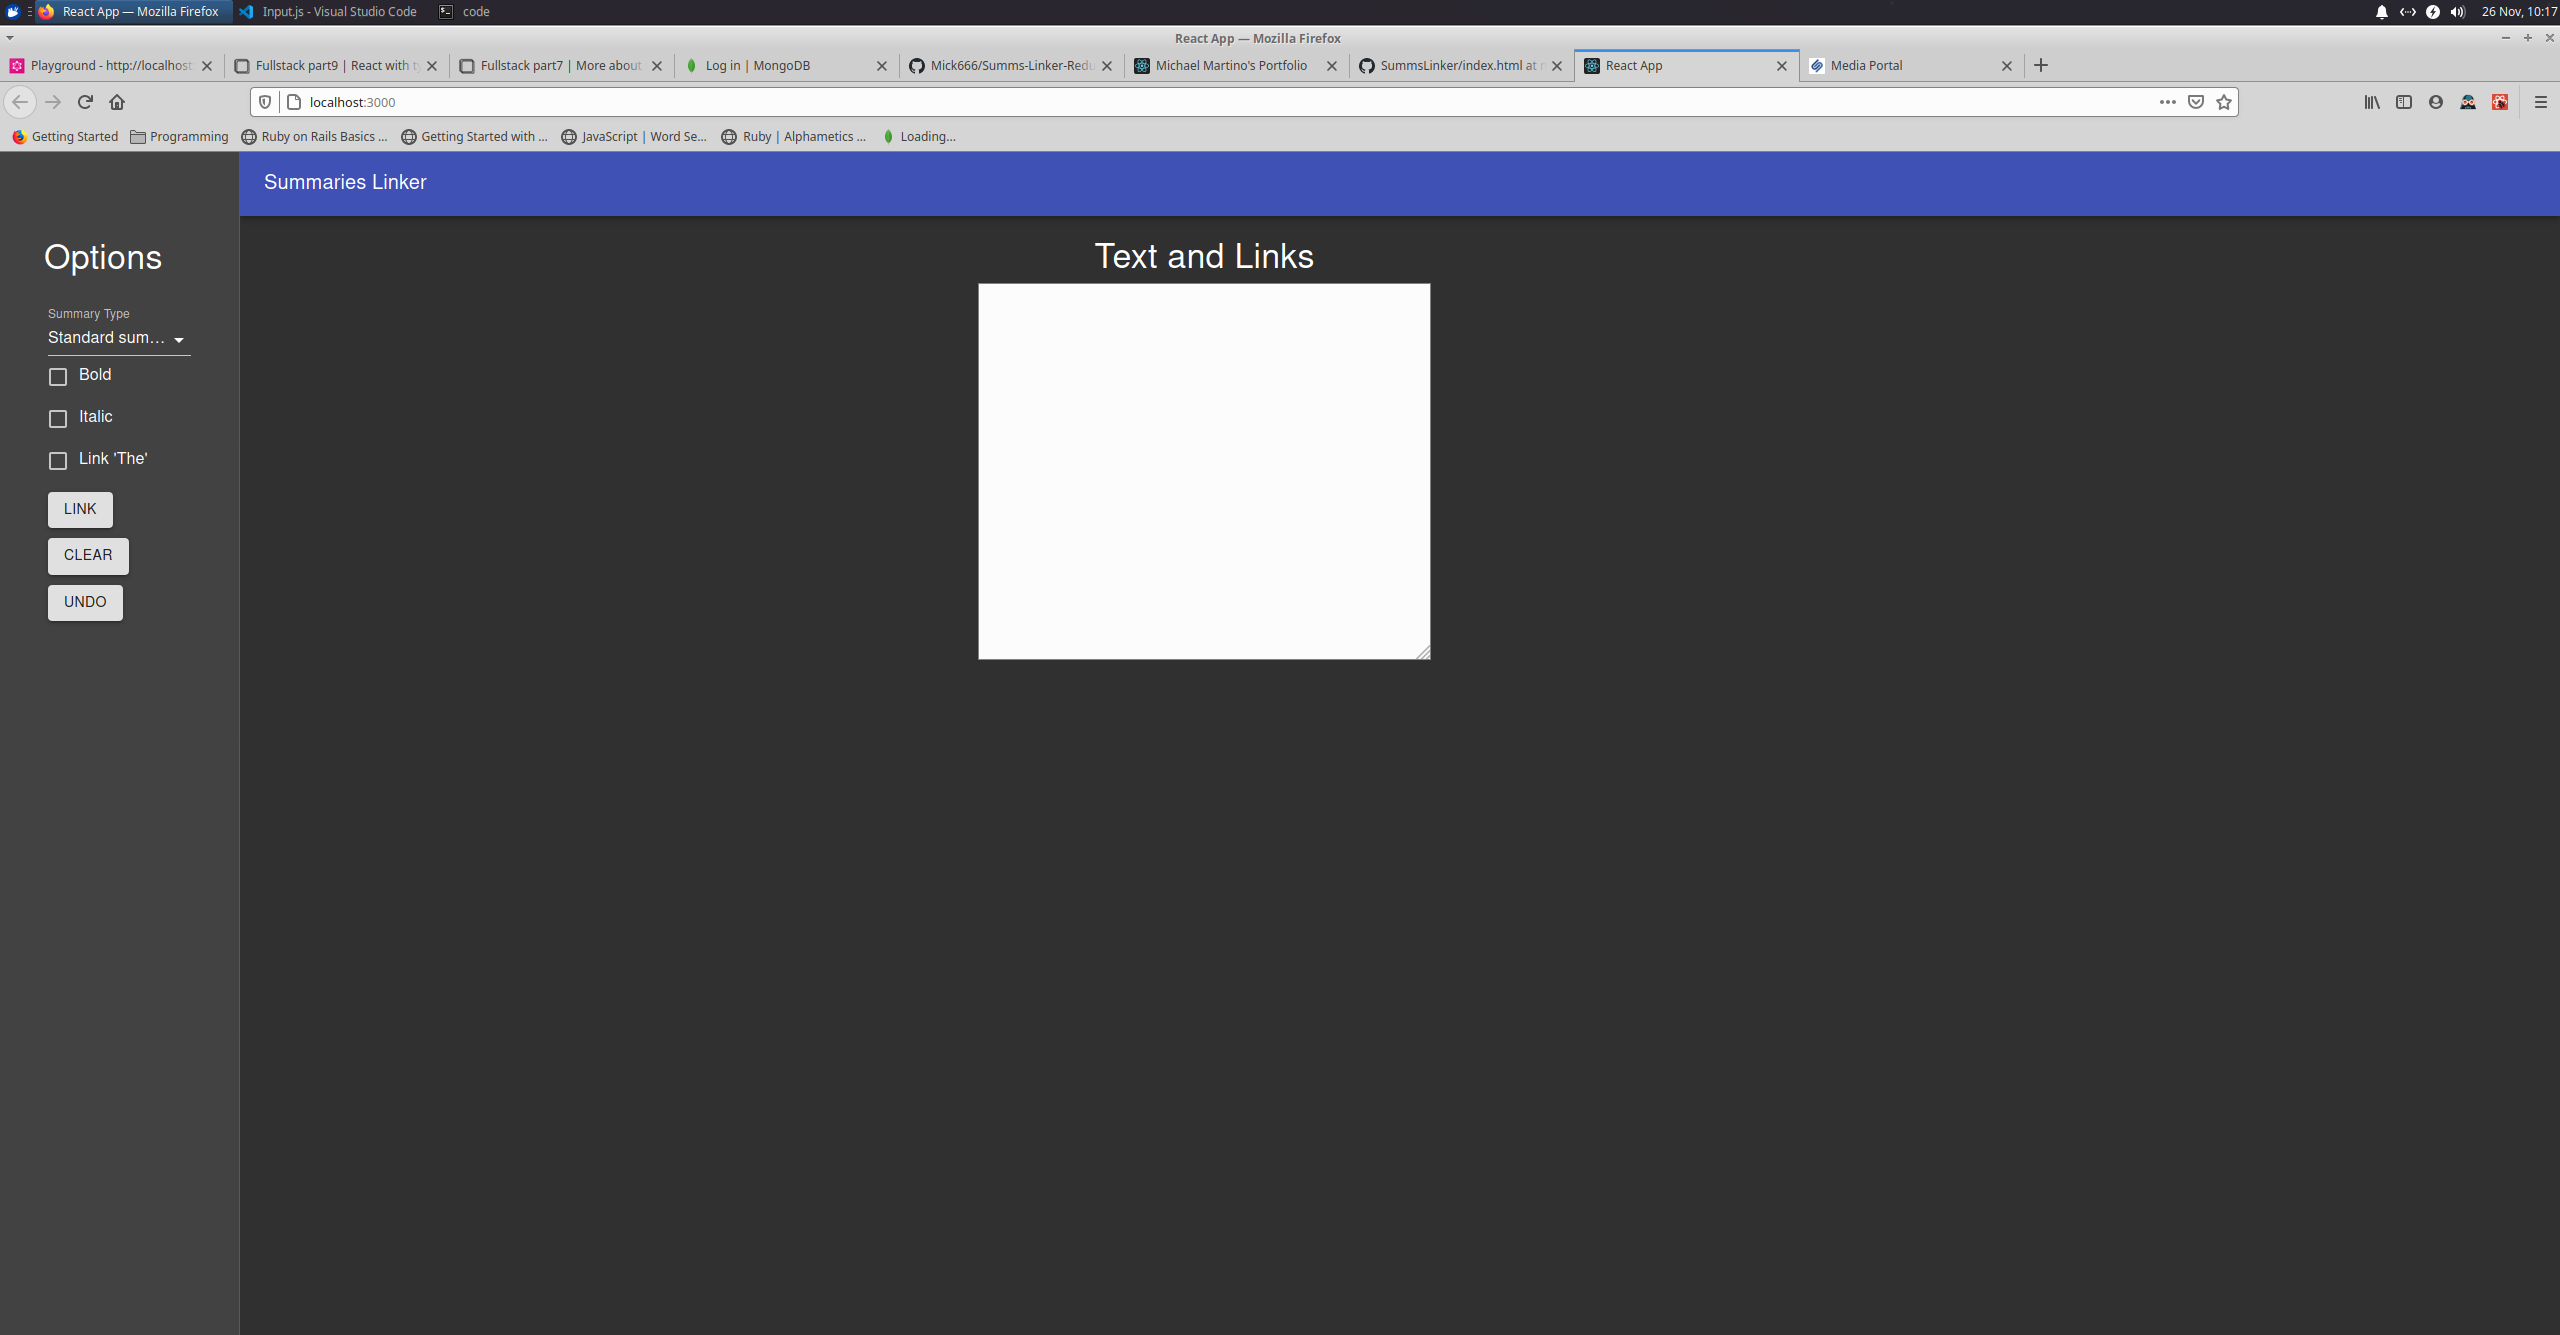 React App — Mozilla Firefox Input.js - Visual Studio Code code 26 Nov, 10:17
React App — Mozilla Firefox
Playground - http://localhost: Fullstack part9 | React with ty Fullstack part7 | More about Log in | MongoDB Mick666/Summs-Linker-Redu Michael Martino's Portfolio SummsLinker/index.html at m React App Media Portal
localhost:3000
Getting Started Programming Ruby on Rails Basics ... Getting Started with ... JavaScript | Word Se... Ruby | Alphametics ... Loading...
Summaries Linker
Options
Summary Type
Standard sum...
Bold
Italic
Link 'The'
LINK
CLEAR
UNDO
Text and Links